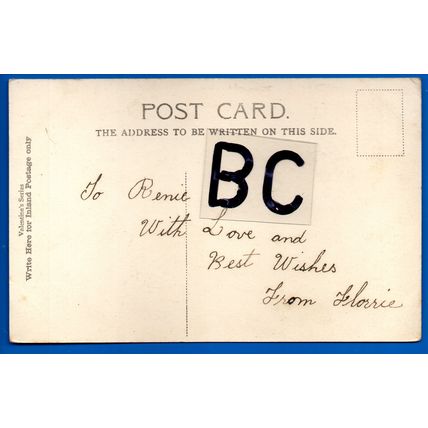 POST CARD.
THE ADDRESS TO BE WRITTEN ON THIS SIDE.
Valentine's Series
Write Here for Inland Postage only
BC
To Renie
With Love and
Best Wishes
From Florrie